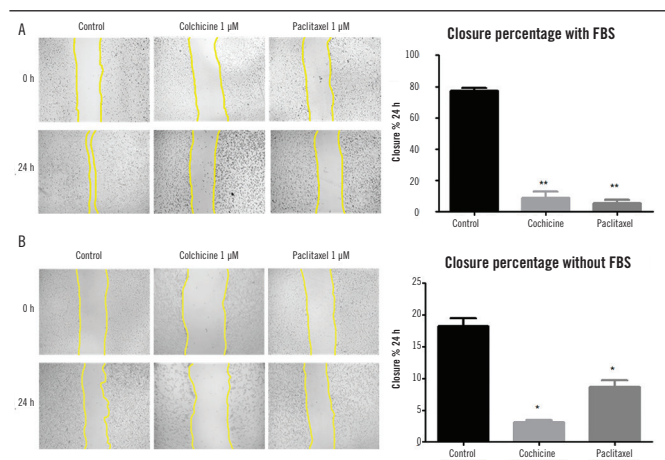 A
Control
Colchicine 1 µM
Paclitaxel 1 µM
0 h
24 h
Closure percentage with FBS
Closure % 24 h
100
80
60
40
20
0
**
**
Control
Cochicine
Paclitaxel
B
Control
Colchicine 1 µM
Paclitaxel 1 µM
0 h
24 h
Closure percentage without FBS
Closure % 24 h
25
20
15
10
5
0
*
*
Control
Cochicine
Paclitaxel